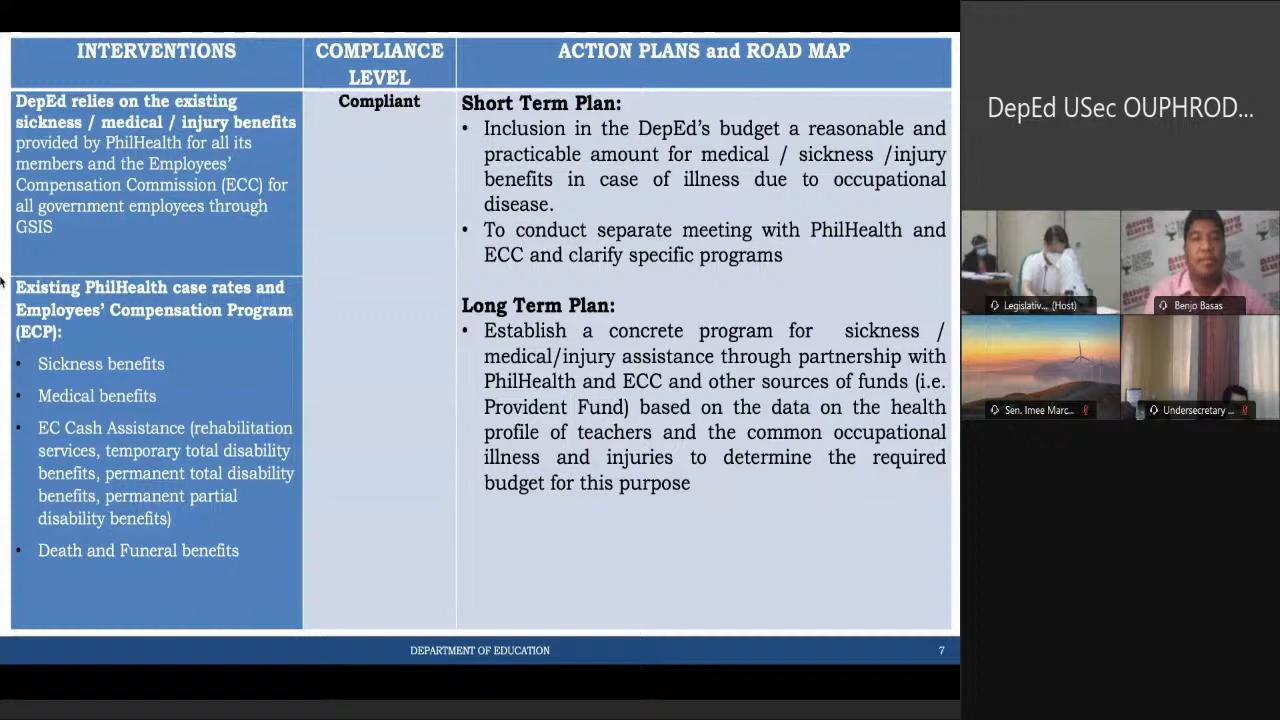 INTERVENTIONS
COMPLIANCE
LEVEL
ACTION PLANS and ROAD MAP
DepEd relies on the existing
sickness / medical / injury benefits
provided by PhilHealth for all its
members and the Employees'
Compensation Commission (ECC) for
all government employees through
GSIS
Compliant
Short Term Plan:
• Inclusion in the DepEd's budget a reasonable and
practicable amount for medical / sickness /injury
benefits in case of illness due to occupational
disease.
• To conduct separate meeting with PhilHealth and
ECC and clarify specific programs
Long Term Plan:
• Establish a concrete program for sickness /
medical/injury assistance through partnership with
PhilHealth and ECC and other sources of funds (i.e.
Provident Fund) based on the data on the health
profile of teachers and the common occupational
illness and injuries to determine the required
budget for this purpose
Existing PhilHealth case rates and
Employees' Compensation Program
(ECP):
• Sickness benefits
• Medical benefits
• EC Cash Assistance (rehabilitation
services, temporary total disability
benefits, permanent total disability
benefits, permanent partial
disability benefits)
• Death and Funeral benefits
DEPARTMENT OF EDUCATION
7
DepEd USec OUPHROD...
Legislativ... (Host)
Benjo Basas
Sen. Imee Marc...
Undersecretary ...